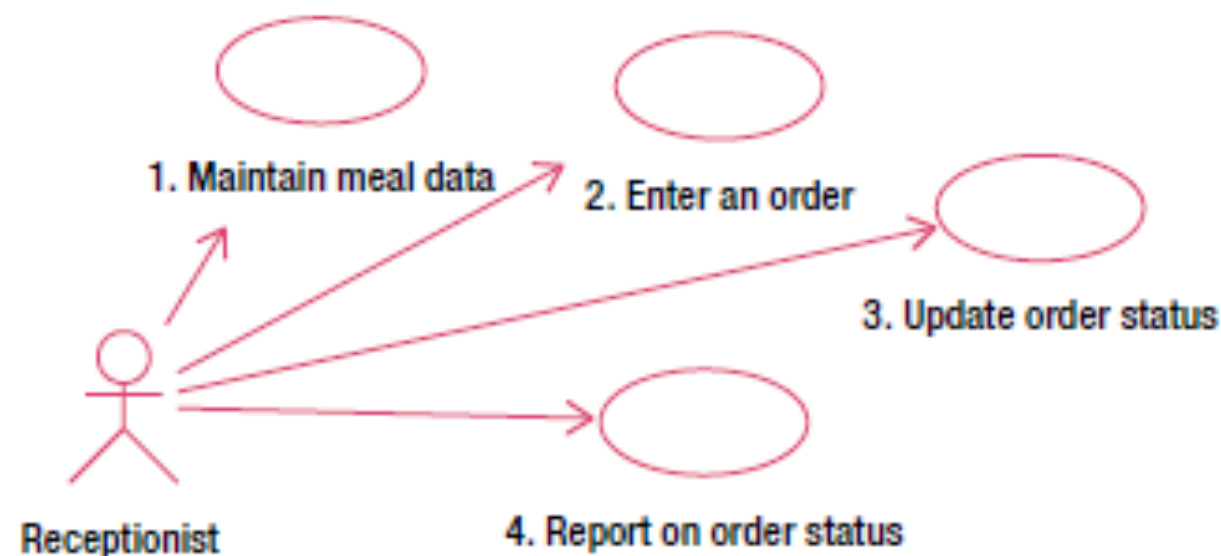 1. Maintain meal data
2. Enter an order
3. Update order status
4. Report on order status
Receptionist